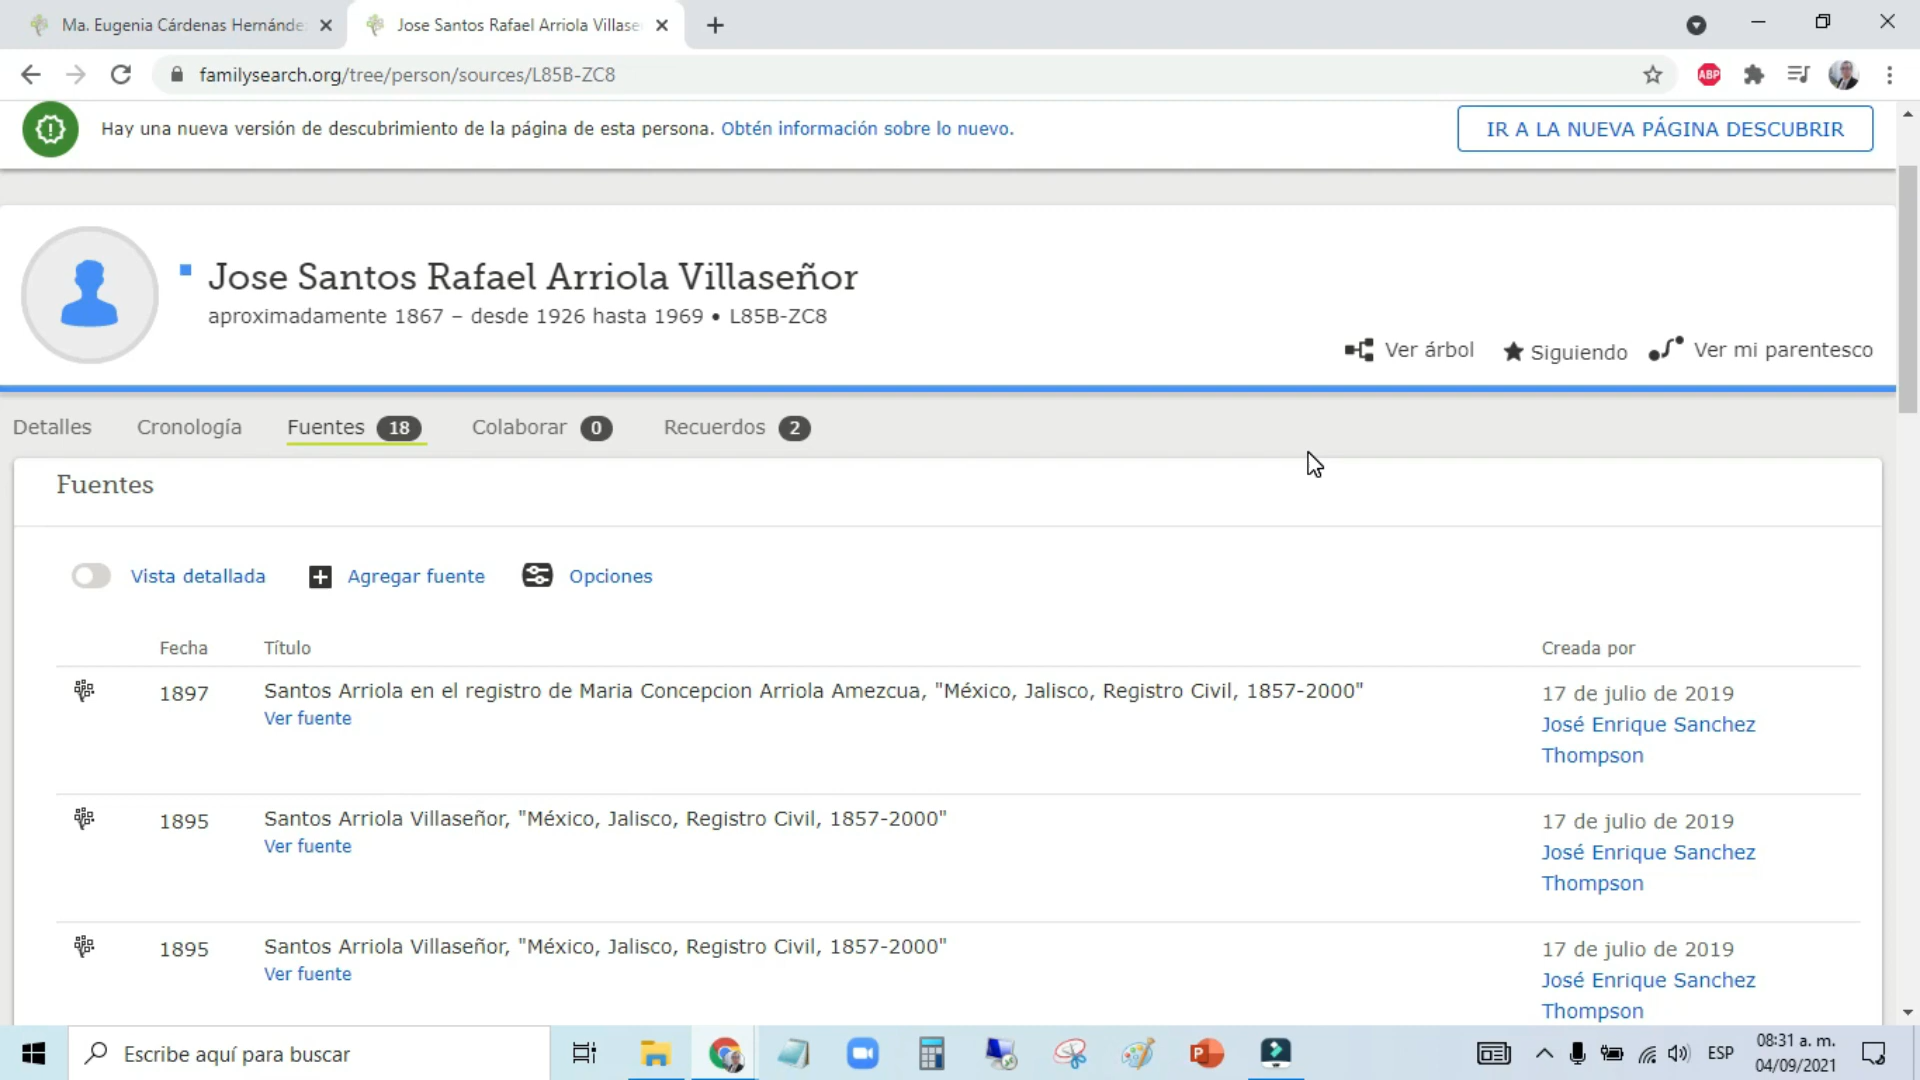 Ma. Eugenia Cárdenas Hernánde
Jose Santos Rafael Arriola Villase
familysearch.org/tree/person/sources/L85B-ZC8
ABP
Hay una nueva versión de descubrimiento de la página de esta persona. Obtén información sobre lo nuevo.
IR A LA NUEVA PÁGINA DESCUBRIR
Jose Santos Rafael Arriola Villaseñor
aproximadamente 1867 – desde 1926 hasta 1969 • L85B-ZC8
Ver árbol
Siguiendo
Ver mi parentesco
Detalles
Cronología
Fuentes 18
Colaborar 0
Recuerdos 2
Fuentes
Vista detallada
Agregar fuente
Opciones
Fecha
Título
Creada por
1897
Santos Arriola en el registro de Maria Concepcion Arriola Amezcua, "México, Jalisco, Registro Civil, 1857-2000"
Ver fuente
17 de julio de 2019
José Enrique Sanchez
Thompson
1895
Santos Arriola Villaseñor, "México, Jalisco, Registro Civil, 1857-2000"
Ver fuente
17 de julio de 2019
José Enrique Sanchez
Thompson
1895
Santos Arriola Villaseñor, "México, Jalisco, Registro Civil, 1857-2000"
Ver fuente
17 de julio de 2019
José Enrique Sanchez
Thompson
Escribe aquí para buscar
P
ESP
08:31 a. m.
04/09/2021